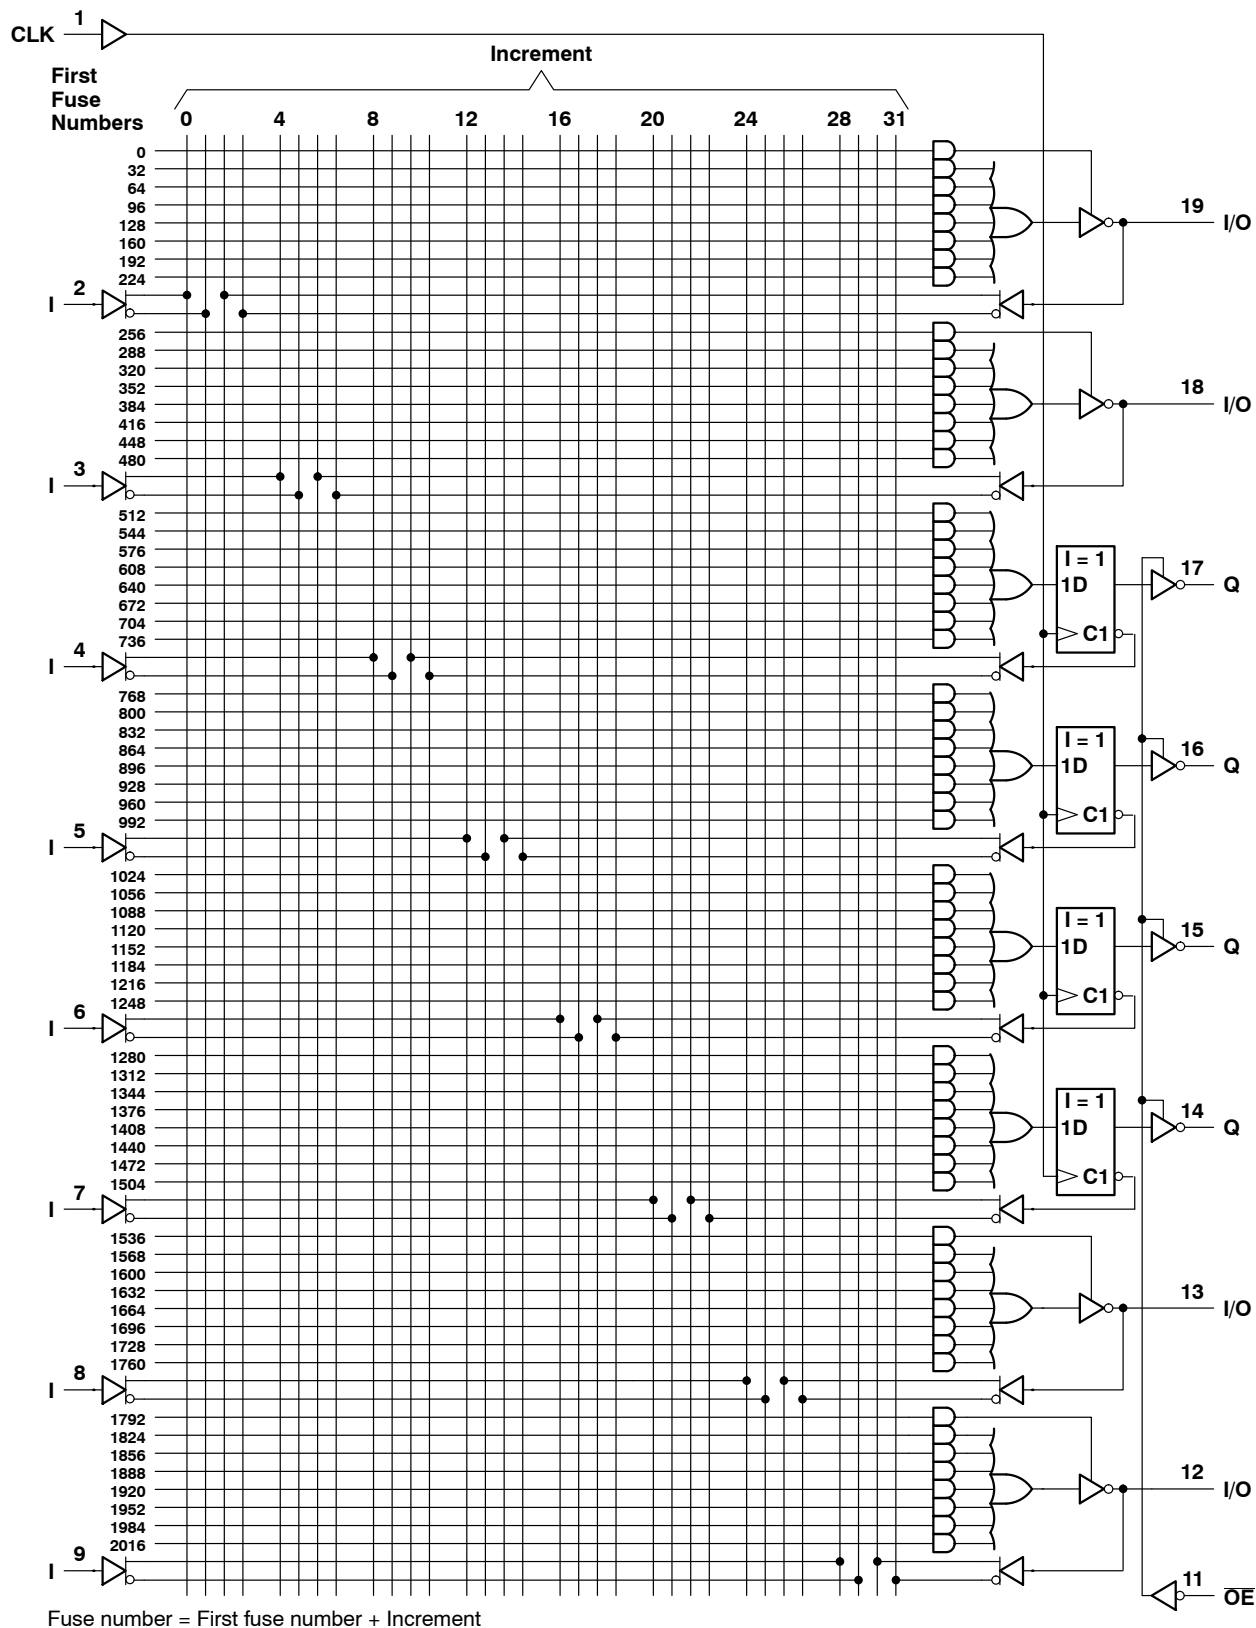 1
CLK
Increment
First
Fuse
Numbers
0 4 8 12 16 20 24 28 31
0
32
64
96
128
160
192
224
19 I/O
2
I
256
288
320
352
384
416
448
480
18 I/O
3
I
512
544
576
608
640
672
704
736
I = 1
1D
C1
17 Q
4
I
768
800
832
864
896
928
960
992
I = 1
1D
C1
16 Q
5
I
1024
1056
1088
1120
1152
1184
1216
1248
I = 1
1D
C1
15 Q
6
I
1280
1312
1344
1376
1408
1440
1472
1504
I = 1
1D
C1
14 Q
7
I
1536
1568
1600
1632
1664
1696
1728
1760
13 I/O
8
I
1792
1824
1856
1888
1920
1952
1984
2016
12 I/O
9
I
11 O̅E̅
Fuse number = First fuse number + Increment